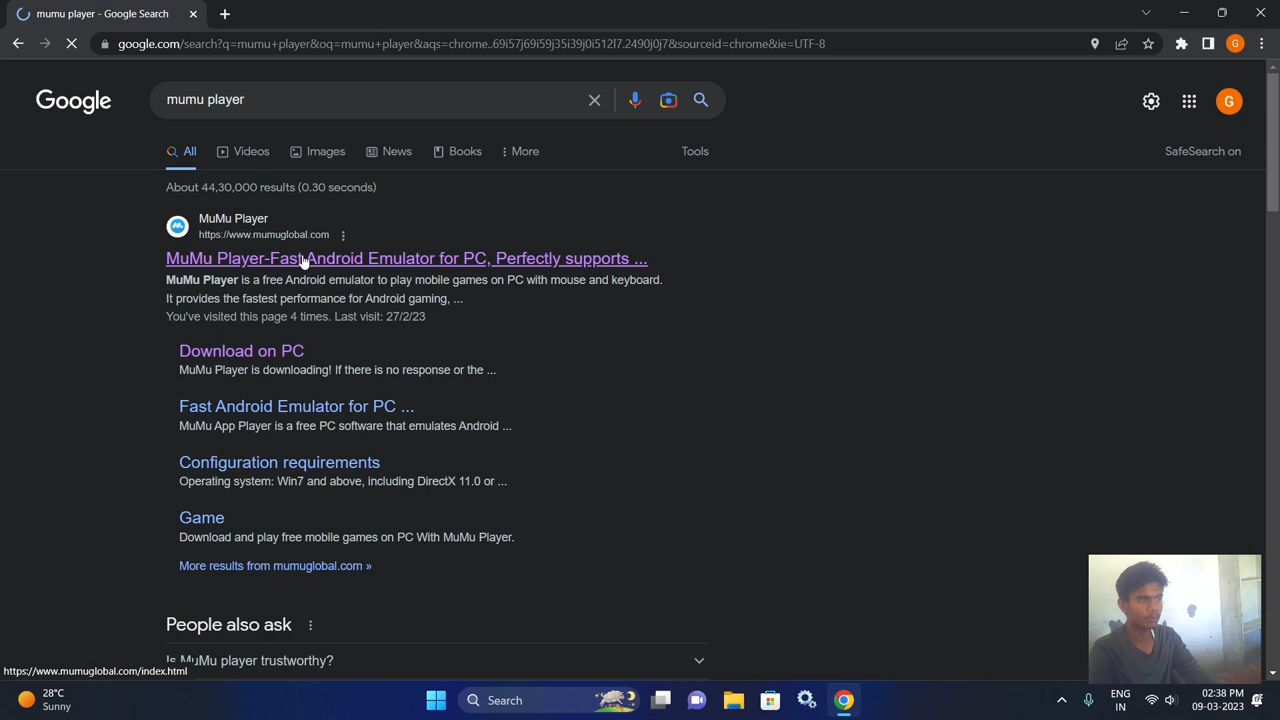 mumu player - Google Search
google.com/search?q=mumu+player&oq=mumu+player&aqs=chrome..69i57j69i59j35i39j0i512l7.2490j0j7&sourceid=chrome&ie=UTF-8
G
Google
mumu player
G
All
Videos
Images
News
Books
More
Tools
SafeSearch on
About 44,30,000 results (0.30 seconds)
MuMu Player
https://www.mumuglobal.com
MuMu Player-Fast Android Emulator for PC, Perfectly supports ...
MuMu Player is a free Android emulator to play mobile games on PC with mouse and keyboard.
It provides the fastest performance for Android gaming, ...
You've visited this page 4 times. Last visit: 27/2/23
Download on PC
MuMu Player is downloading! If there is no response or the ...
Fast Android Emulator for PC ...
MuMu App Player is a free PC software that emulates Android ...
Configuration requirements
Operating system: Win7 and above, including DirectX 11.0 or ...
Game
Download and play free mobile games on PC With MuMu Player.
More results from mumuglobal.com »
People also ask
Is MuMu player trustworthy?
https://www.mumuglobal.com/index.html
28°C
Sunny
Search
ENG
IN
02:38 PM
09-03-2023